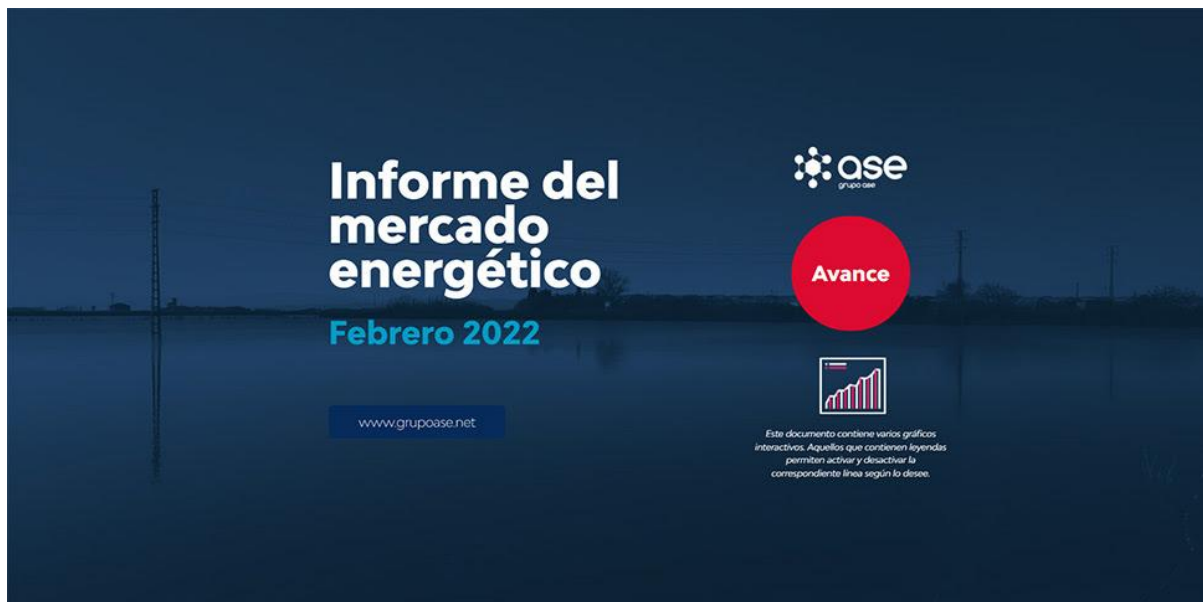 Informe del
mercado
energético
Febrero 2022
www.grupoase.net
ase
grupo ase
Avance
Este documento contiene varios gráficos
interactivos. Aquellos que contienen leyendas
permiten activar y desactivar la
correspondiente línea según lo desee.